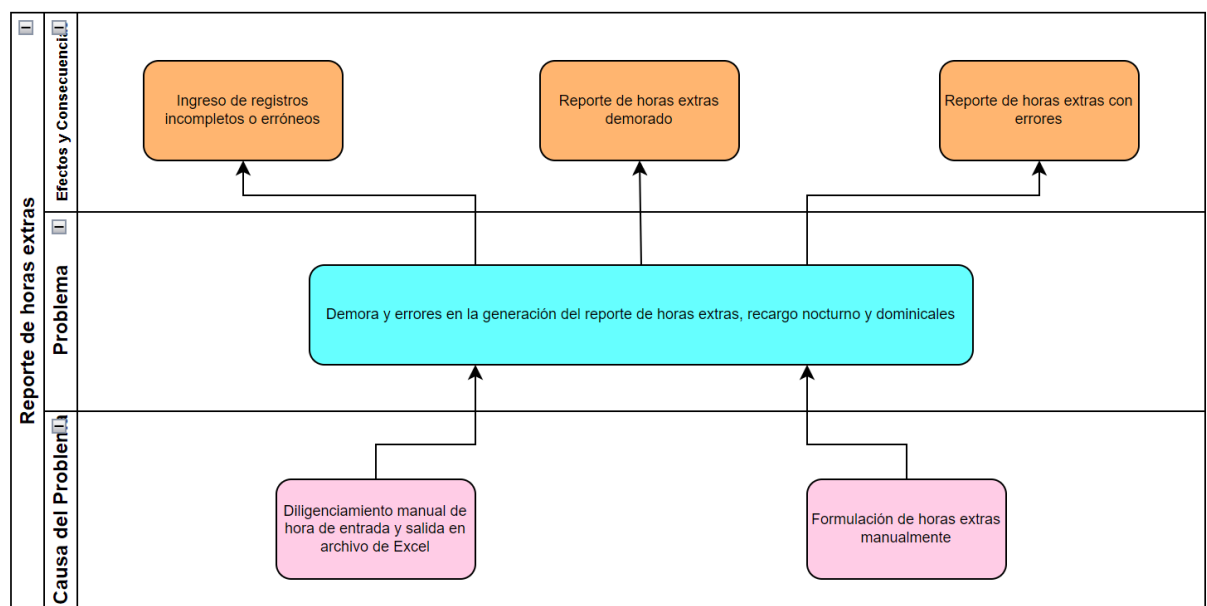 Reporte de horas extras
Efectos y Consecuencia
Ingreso de registros
incompletos o erróneos
Reporte de horas extras
demorado
Reporte de horas extras con
errores
Problema
Demora y errores en la generación del reporte de horas extras, recargo nocturno y dominicales
Causa del Problema
Diligenciamiento manual de
hora de entrada y salida en
archivo de Excel
Formulación de horas extras
manualmente